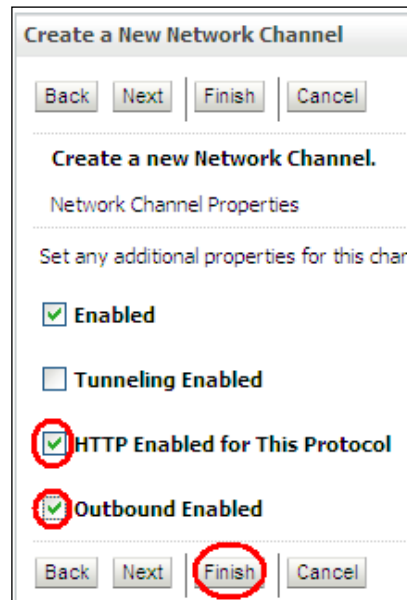 Create a New Network Channel
Back Next Finish Cancel
Create a new Network Channel.
Network Channel Properties
Set any additional properties for this char
Enabled
Tunneling Enabled
HTTP Enabled for This Protocol
Outbound Enabled
Back Next Finish Cancel